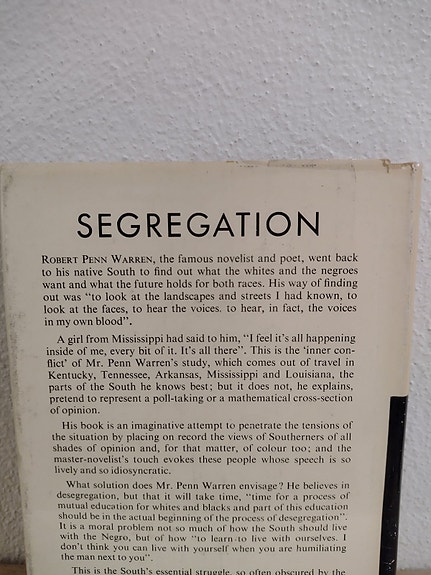 SEGREGATION
ROBERT PENN WARREN, the famous novelist and poet, went back
to his native South to find out what the whites and the negroes
want and what the future holds for both races. His way of finding
out was “to look at the landscapes and streets I had known, to
look at the faces, to hear the voices. to hear, in fact, the voices
in my own blood”.
A girl from Mississippi had said to him, “I feel it's all happening
inside of me, every bit of it. It's all there”. This is the ‘inner con-
flict’ of Mr. Penn Warren's study, which comes out of travel in
Kentucky, Tennessee, Arkansas, Mississippi and Louisiana, the
parts of the South he knows best; but it does not, he explains,
pretend to represent a poll-taking or a mathematical cross-section
of opinion.
His book is an imaginative attempt to penetrate the tensions of
the situation by placing on record the views of Southerners of all
shades of opinion and, for that matter, of colour too; and the
master-novelist's touch evokes these people whose speech is so
lively and so idiosyncratic.
What solution does Mr. Penn Warren envisage? He believes in
desegregation, but that it will take time, “time for a process of
mutual education for whites and blacks and part of this education
should be in the actual beginning of the process of desegregation”.
It is a moral problem not so much of how the South should live
with the Negro, but of how “to learn to live with ourselves. I
don't think you can live with yourself when you are humiliating
the man next to you”.
This is the South's essential struggle, so often obscured by the